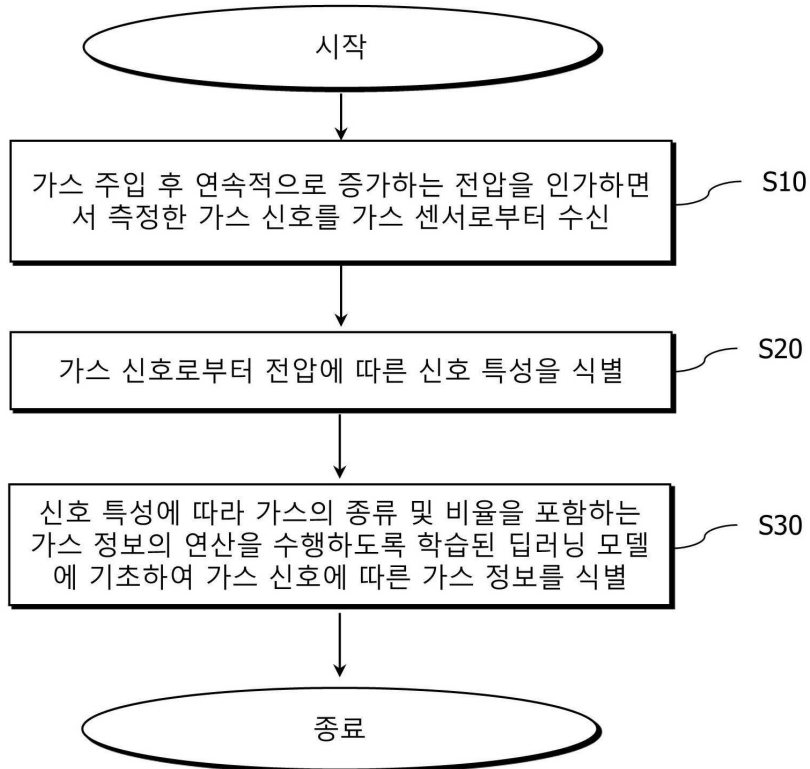 시작
가스 주입 후 연속적으로 증가하는 전압을 인가하면
서 측정한 가스 신호를 가스 센서로부터 수신
S10
가스 신호로부터 전압에 따른 신호 특성을 식별
S20
신호 특성에 따라 가스의 종류 및 비율을 포함하는
가스 정보의 연산을 수행하도록 학습된 딥러닝 모델
에 기초하여 가스 신호에 따른 가스 정보를 식별
S30
종료